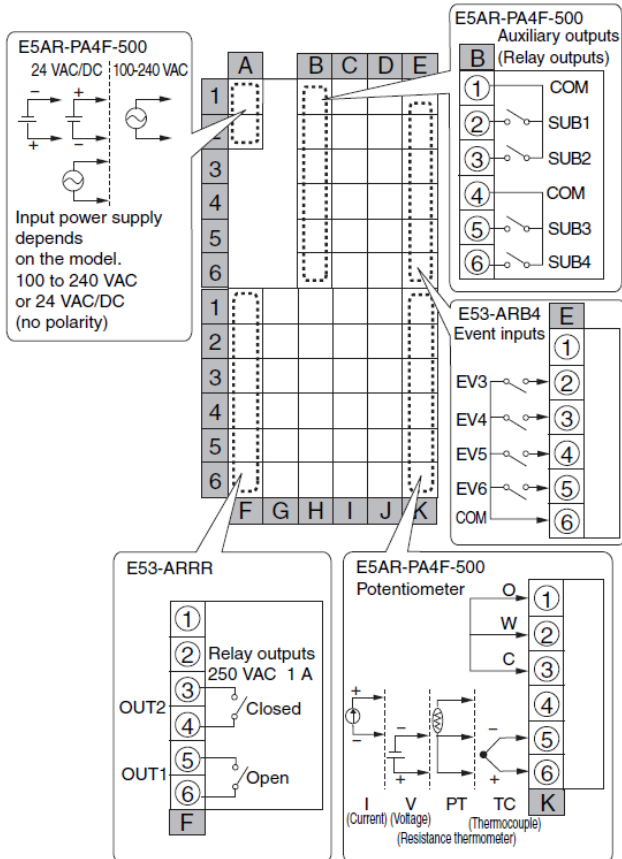 E5AR-PA4F-500
24 VAC/DC 100-240 VAC
− + 
+ −
Input power supply
depends
on the model.
100 to 240 VAC
or 24 VAC/DC
(no polarity)
A B C D E
1
2
3
4
5
6
1
2
3
4
5
6
F G H I J K
E5AR-PA4F-500
Auxiliary outputs
(Relay outputs)
B
1 COM
2 SUB1
3 SUB2
4 COM
5 SUB3
6 SUB4
E53-ARB4
Event inputs
E
1
EV3 2
EV4 3
EV5 4
EV6 5
COM 6
E53-ARRR
1
2 Relay outputs
250 VAC 1 A
3
OUT2 Closed
4
5
OUT1 Open
6
F
E5AR-PA4F-500
Potentiometer
O 1
W 2
C 3
4
+ − − 5
− + + 6
I V PT TC K
(Current) (Voltage) (Thermocouple)
(Resistance thermometer)